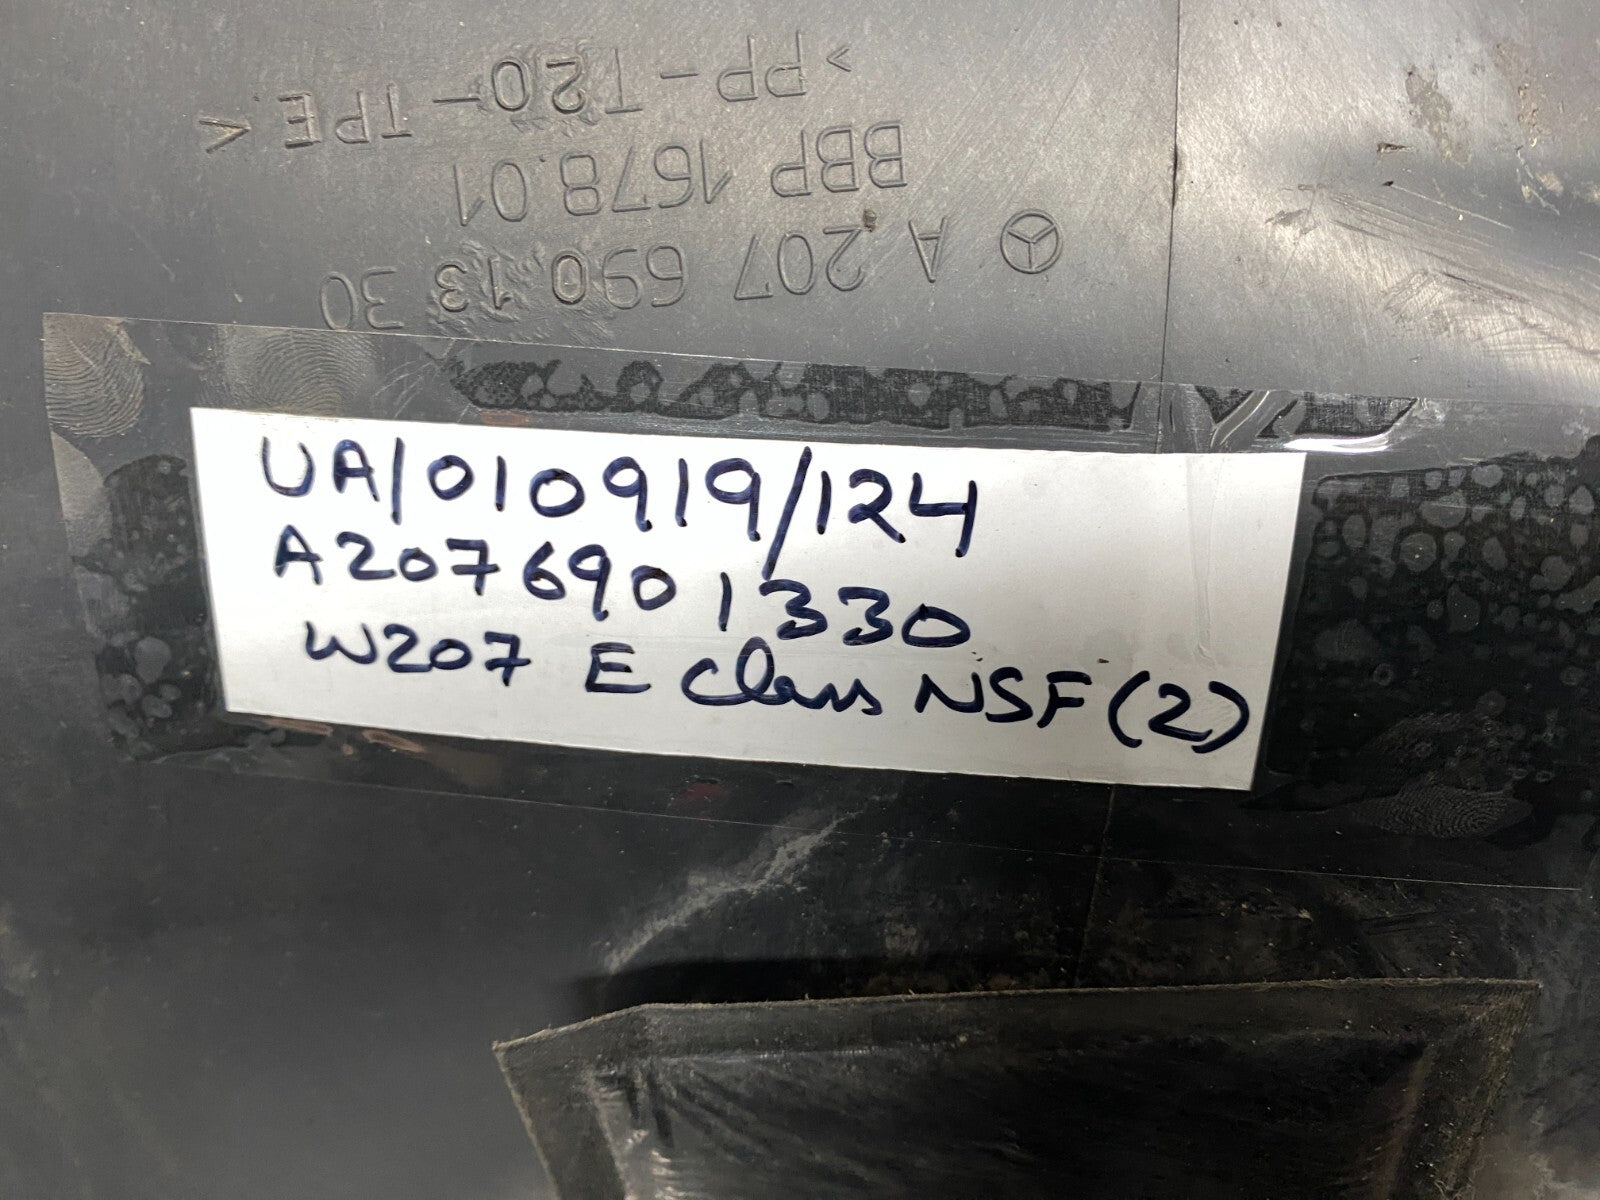 >PP-T20-TPE<
BBP 1678.01
A 207 690 13 30
UA/010919/124
A2076901330
W207 E Class NSF (2)